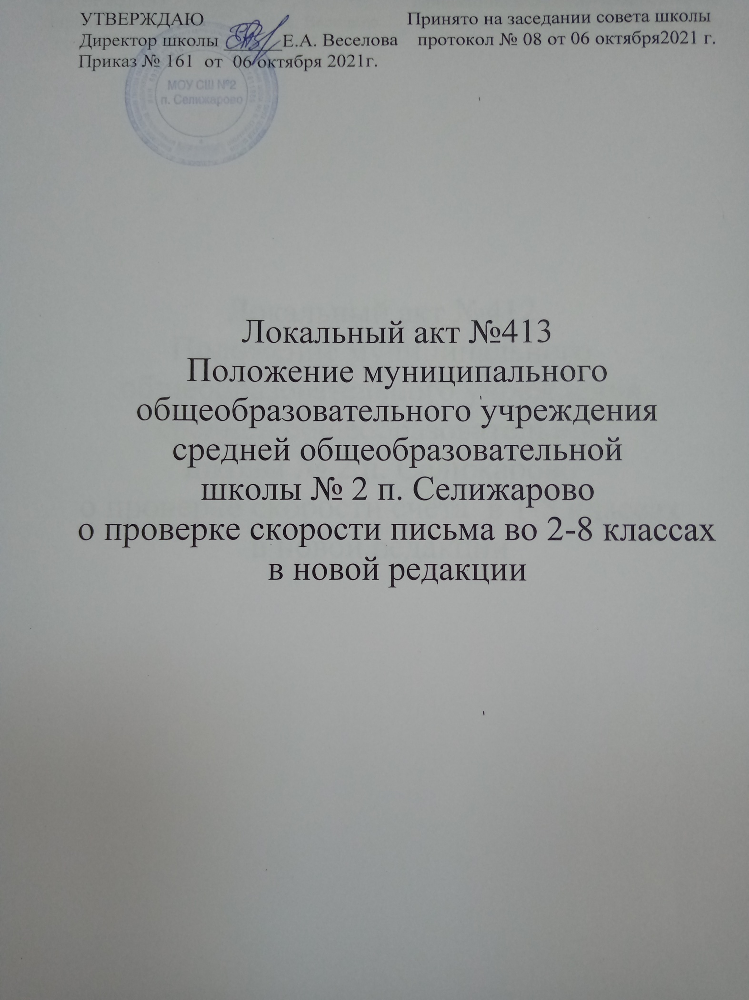 УТВЕРЖДАЮ Принято на заседании совета школы
Директор школы ______ Е.А. Веселова протокол № 08 от 06 октября2021 г.
Приказ № 161 от 06 октября 2021г.
МОУ СШ №2
п. Селижарово
Локальный акт №413
Положение муниципального
общеобразовательного учреждения
средней общеобразовательной
школы № 2 п. Селижарово
о проверке скорости письма во 2-8 классах
в новой редакции